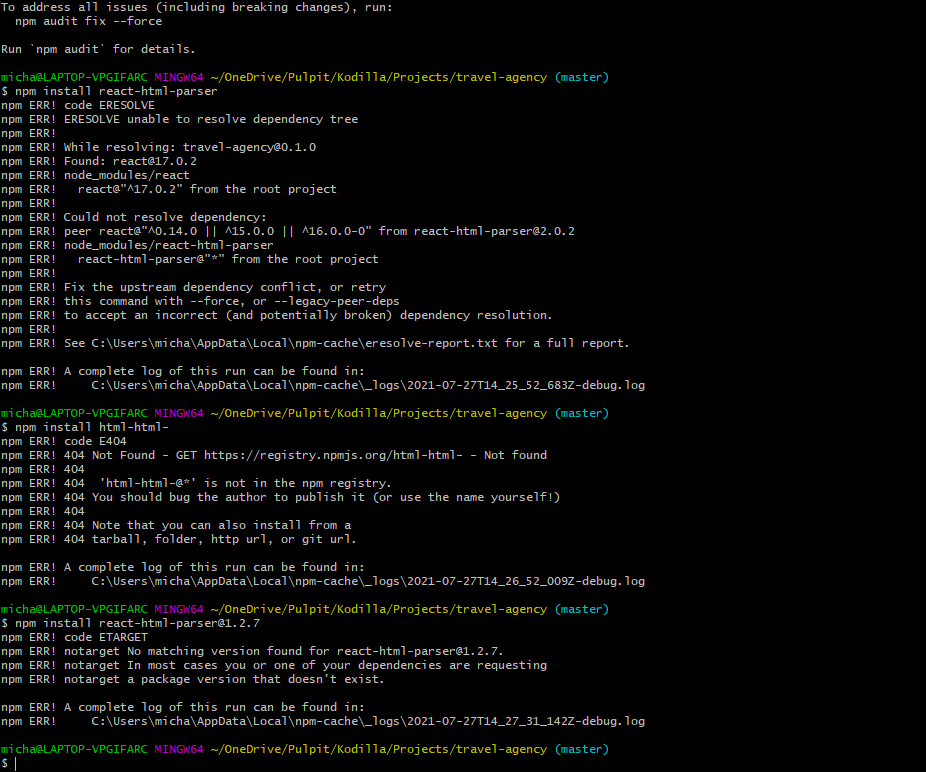 To address all issues (including breaking changes), run:
  npm audit fix --force

Run `npm audit` for details.

micha@LAPTOP-VPGIFARC MINGW64 ~/OneDrive/Pulpit/Kodilla/Projects/travel-agency (master)
$ npm install react-html-parser
npm ERR! code ERESOLVE
npm ERR! ERESOLVE unable to resolve dependency tree
npm ERR!
npm ERR! While resolving: travel-agency@0.1.0
npm ERR! Found: react@17.0.2
npm ERR! node_modules/react
npm ERR!   react@"^17.0.2" from the root project
npm ERR!
npm ERR! Could not resolve dependency:
npm ERR! peer react@"^0.14.0 || ^15.0.0 || ^16.0.0-0" from react-html-parser@2.0.2
npm ERR! node_modules/react-html-parser
npm ERR!   react-html-parser@"*" from the root project
npm ERR!
npm ERR! Fix the upstream dependency conflict, or retry
npm ERR! this command with --force, or --legacy-peer-deps
npm ERR! to accept an incorrect (and potentially broken) dependency resolution.
npm ERR!
npm ERR! See C:\Users\micha\AppData\Local\npm-cache\eresolve-report.txt for a full report.

npm ERR! A complete log of this run can be found in:
npm ERR!     C:\Users\micha\AppData\Local\npm-cache\_logs\2021-07-27T14_25_52_683Z-debug.log

micha@LAPTOP-VPGIFARC MINGW64 ~/OneDrive/Pulpit/Kodilla/Projects/travel-agency (master)
$ npm install html-html-
npm ERR! code E404
npm ERR! 404 Not Found - GET https://registry.npmjs.org/html-html- - Not found
npm ERR! 404
npm ERR! 404  'html-html-@*' is not in the npm registry.
npm ERR! 404 You should bug the author to publish it (or use the name yourself!)
npm ERR! 404
npm ERR! 404 Note that you can also install from a
npm ERR! 404 tarball, folder, http url, or git url.

npm ERR! A complete log of this run can be found in:
npm ERR!     C:\Users\micha\AppData\Local\npm-cache\_logs\2021-07-27T14_26_52_009Z-debug.log

micha@LAPTOP-VPGIFARC MINGW64 ~/OneDrive/Pulpit/Kodilla/Projects/travel-agency (master)
$ npm install react-html-parser@1.2.7
npm ERR! code ETARGET
npm ERR! notarget No matching version found for react-html-parser@1.2.7.
npm ERR! notarget In most cases you or one of your dependencies are requesting
npm ERR! notarget a package version that doesn't exist.

npm ERR! A complete log of this run can be found in:
npm ERR!     C:\Users\micha\AppData\Local\npm-cache\_logs\2021-07-27T14_27_31_142Z-debug.log

micha@LAPTOP-VPGIFARC MINGW64 ~/OneDrive/Pulpit/Kodilla/Projects/travel-agency (master)
$